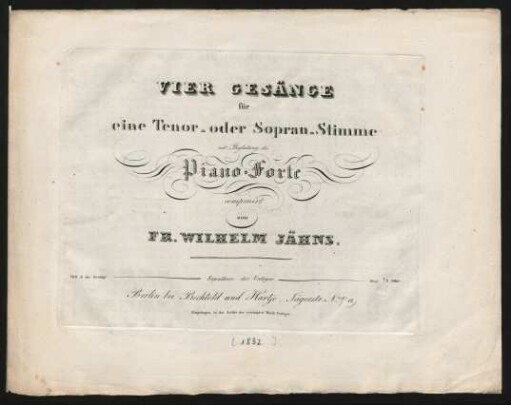 VIER GESÄNGE
für
eine Tenor- oder Sopran-Stimme
mit Begleitung des
Piano-Forte
componirt
von
FR. WILHELM JÄHNS.
Eigenthum der Verleger.
Berlin bei Bechtold und Hartje, Jägerstr. No
(1832)